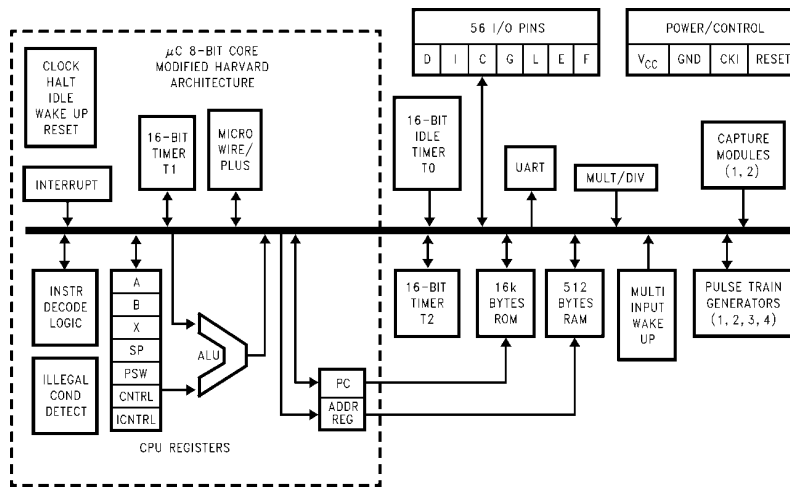 μC 8-BIT CORE
MODIFIED HARVARD
ARCHITECTURE
56 I/O PINS
D I C G L E F
POWER/CONTROL
VCC GND CKI RESET
CLOCK
HALT
IDLE
WAKE UP
RESET
16-BIT
TIMER
T1
MICRO
WIRE/
PLUS
16-BIT
IDLE
TIMER
T0
UART
MULT/DIV
CAPTURE
MODULES
(1, 2)
INTERRUPT
INSTR
DECODE
LOGIC
ILLEGAL
COND
DETECT
A
B
X
SP
PSW
CNTRL
ICNTRL
CPU REGISTERS
ALU
PC
ADDR
REG
16-BIT
TIMER
T2
16k
BYTES
ROM
512
BYTES
RAM
MULTI
INPUT
WAKE
UP
PULSE TRAIN
GENERATORS
(1, 2, 3, 4)